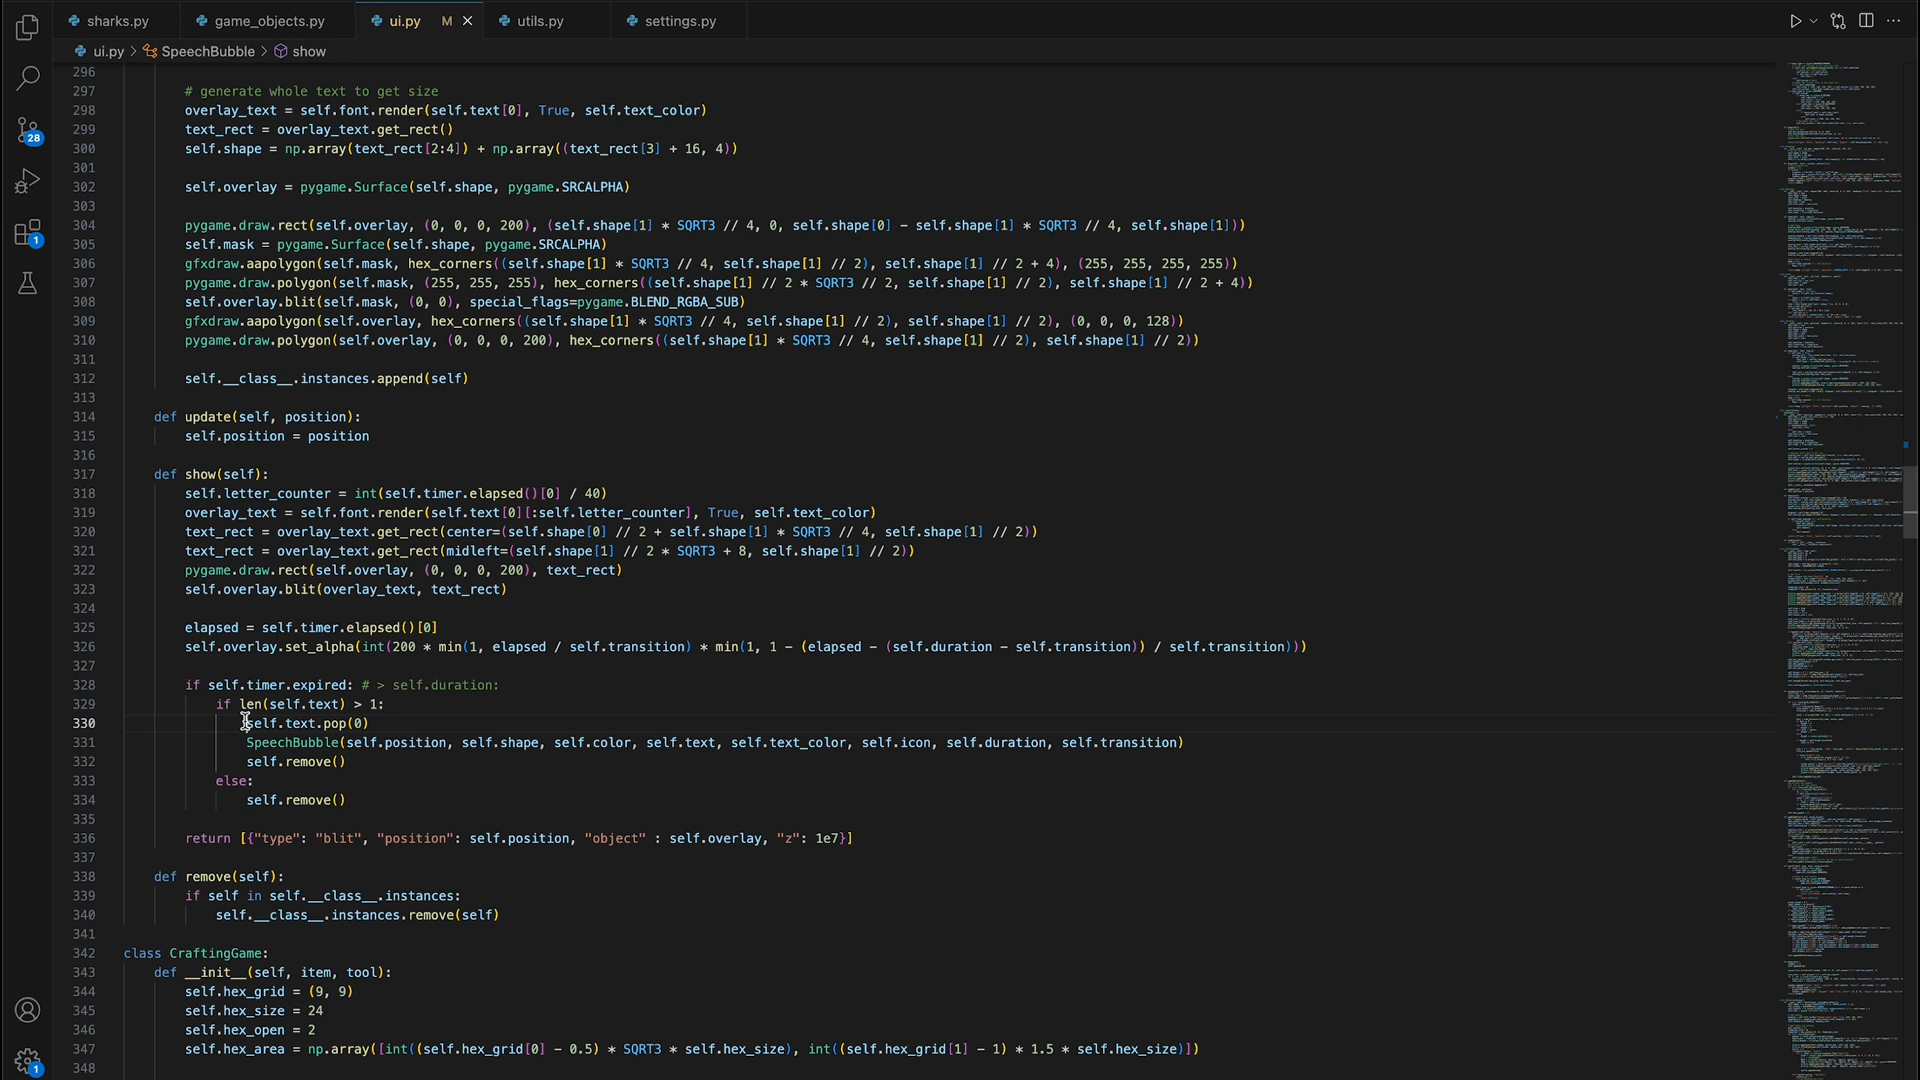 sharks.py game_objects.py ui.py M utils.py settings.py
ui.py > SpeechBubble > show
296
297 # generate whole text to get size
298 overlay_text = self.font.render(self.text[0], True, self.text_color)
299 text_rect = overlay_text.get_rect()
300 self.shape = np.array(text_rect[2:4]) + np.array((text_rect[3] + 16, 4))
301
302 self.overlay = pygame.Surface(self.shape, pygame.SRCALPHA)
303
304 pygame.draw.rect(self.overlay, (0, 0, 0, 200), (self.shape[1] * SQRT3 // 4, 0, self.shape[0] - self.shape[1] * SQRT3 // 4, self.shape[1]))
305 self.mask = pygame.Surface(self.shape, pygame.SRCALPHA)
306 gfxdraw.aapolygon(self.mask, hex_corners((self.shape[1] * SQRT3 // 4, self.shape[1] // 2), self.shape[1] // 2 + 4), (255, 255, 255, 255))
307 pygame.draw.polygon(self.mask, (255, 255, 255), hex_corners((self.shape[1] // 2 * SQRT3 // 2, self.shape[1] // 2), self.shape[1] // 2 + 4))
308 self.overlay.blit(self.mask, (0, 0), special_flags=pygame.BLEND_RGBA_SUB)
309 gfxdraw.aapolygon(self.overlay, hex_corners((self.shape[1] * SQRT3 // 4, self.shape[1] // 2), self.shape[1] // 2), (0, 0, 0, 128))
310 pygame.draw.polygon(self.overlay, (0, 0, 0, 200), hex_corners((self.shape[1] * SQRT3 // 4, self.shape[1] // 2), self.shape[1] // 2))
311
312 self.__class__.instances.append(self)
313
314 def update(self, position):
315 self.position = position
316
317 def show(self):
318 self.letter_counter = int(self.timer.elapsed()[0] / 40)
319 overlay_text = self.font.render(self.text[0][:self.letter_counter], True, self.text_color)
320 text_rect = overlay_text.get_rect(center=(self.shape[0] // 2 + self.shape[1] * SQRT3 // 4, self.shape[1] // 2))
321 text_rect = overlay_text.get_rect(midleft=(self.shape[1] // 2 * SQRT3 + 8, self.shape[1] // 2))
322 pygame.draw.rect(self.overlay, (0, 0, 0, 200), text_rect)
323 self.overlay.blit(overlay_text, text_rect)
324
325 elapsed = self.timer.elapsed()[0]
326 self.overlay.set_alpha(int(200 * min(1, elapsed / self.transition) * min(1, 1 - (elapsed - (self.duration - self.transition)) / self.transition)))
327
328 if self.timer.expired: # > self.duration:
329 if len(self.text) > 1:
330 self.text.pop(0)
331 SpeechBubble(self.position, self.shape, self.color, self.text, self.text_color, self.icon, self.duration, self.transition)
332 self.remove()
333 else:
334 self.remove()
335
336 return [{"type": "blit", "position": self.position, "object" : self.overlay, "z": 1e7}]
337
338 def remove(self):
339 if self in self.__class__.instances:
340 self.__class__.instances.remove(self)
341
342 class CraftingGame:
343 def __init__(self, item, tool):
344 self.hex_grid = (9, 9)
345 self.hex_size = 24
346 self.hex_open = 2
347 self.hex_area = np.array([int((self.hex_grid[0] - 0.5) * SQRT3 * self.hex_size), int((self.hex_grid[1] - 1) * 1.5 * self.hex_size)])
348
28
1
1